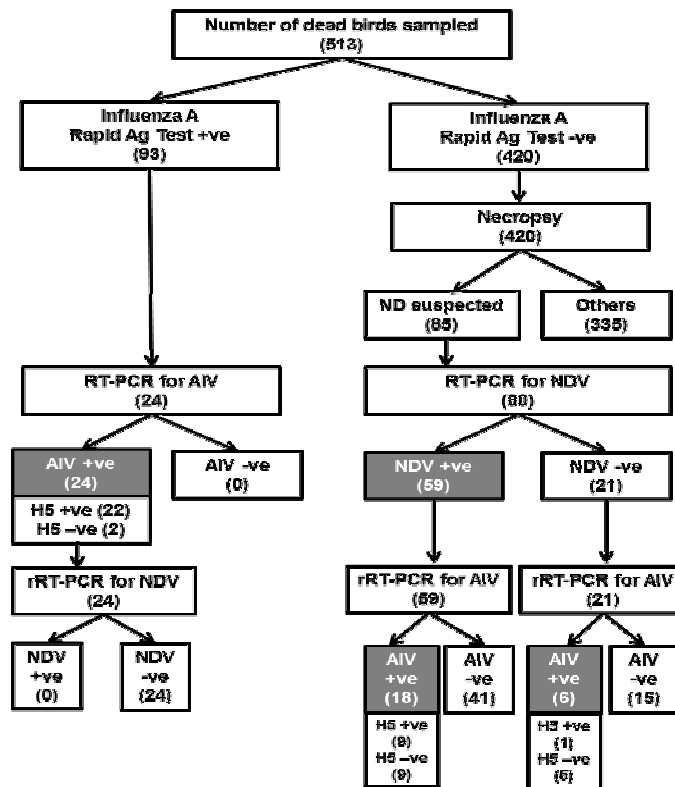 Number of dead birds sampled
(513)
Influenza A
Rapid Ag Test +ve
(93)
Influenza A
Rapid Ag Test -ve
(420)
Necropsy
(420)
ND suspected
(85)
Others
(335)
RT-PCR for AIV
(24)
RT-PCR for NDV
(80)
AIV +ve
(24)
H5 +ve (22)
H5 –ve (2)
AIV -ve
(0)
NDV +ve
(59)
NDV -ve
(21)
rRT-PCR for NDV
(24)
rRT-PCR for AIV
(59)
rRT-PCR for AIV
(21)
NDV
+ve
(0)
NDV
-ve
(24)
AIV
+ve
(18)
H5 +ve
(9)
H5 –ve
(9)
AIV
-ve
(41)
AIV
+ve
(6)
H5 +ve
(1)
H5 –ve
(5)
AIV
-ve
(15)